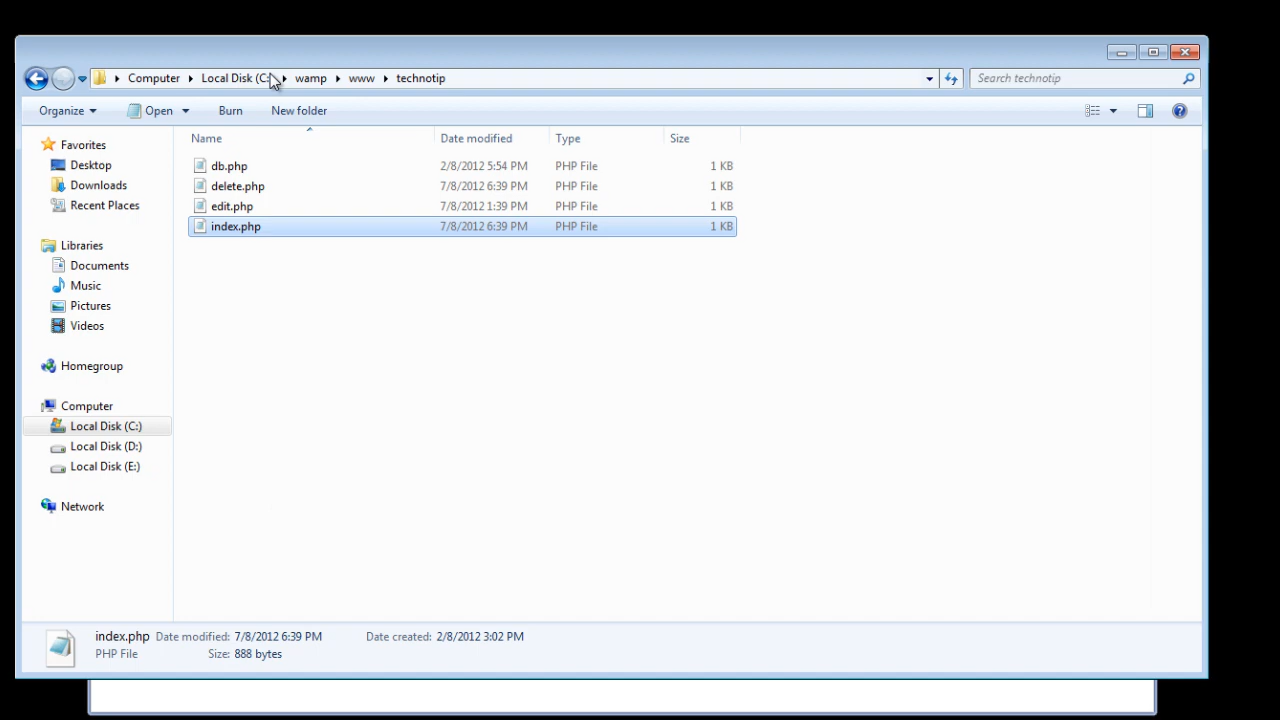 Computer Local Disk (C: wamp www technotip Search technotip
Organize Open Burn New folder
Name Date modified Type Size
Favorites
Desktop
Downloads
Recent Places
Libraries
Documents
Music
Pictures
Videos
Homegroup
Computer
Local Disk (C:)
Local Disk (D:)
Local Disk (E:)
Network
db.php 2/8/2012 5:54 PM PHP File 1 KB
delete.php 7/8/2012 6:39 PM PHP File 1 KB
edit.php 7/8/2012 1:39 PM PHP File 1 KB
index.php 7/8/2012 6:39 PM PHP File 1 KB
index.php Date modified: 7/8/2012 6:39 PM Date created: 2/8/2012 3:02 PM
PHP File Size: 888 bytes